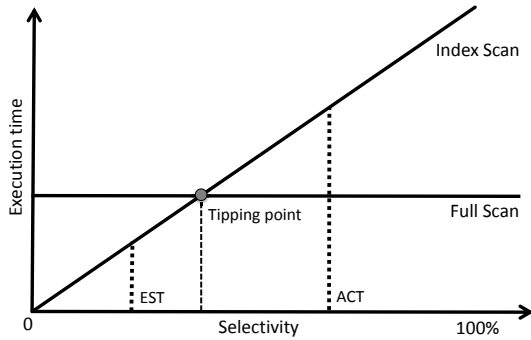 Execution time
Index Scan
Tipping point
Full Scan
EST
ACT
0
Selectivity
100%